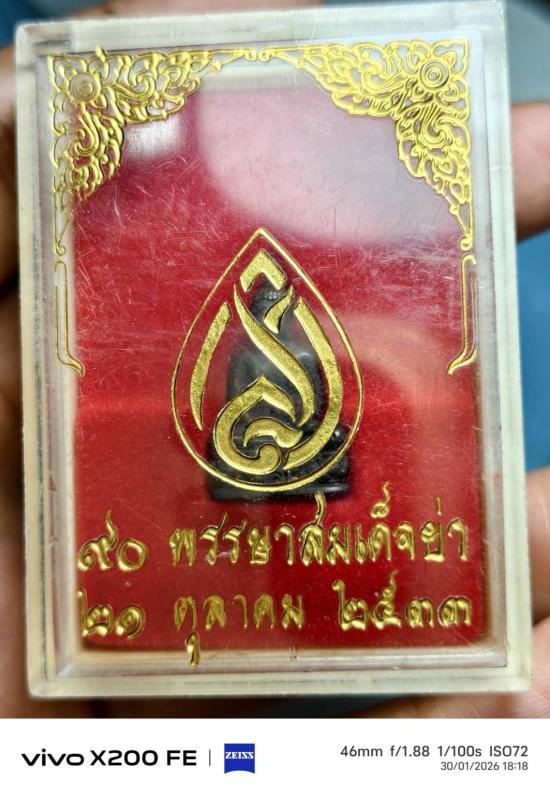 ๙๐ พรรษาสมเด็จย่า
๒๑ ตุลาคม ๒๕๓๓
vivo X200 FE | ZEISS
46mm f/1.88 1/100s ISO72
30/01/2026 18:18